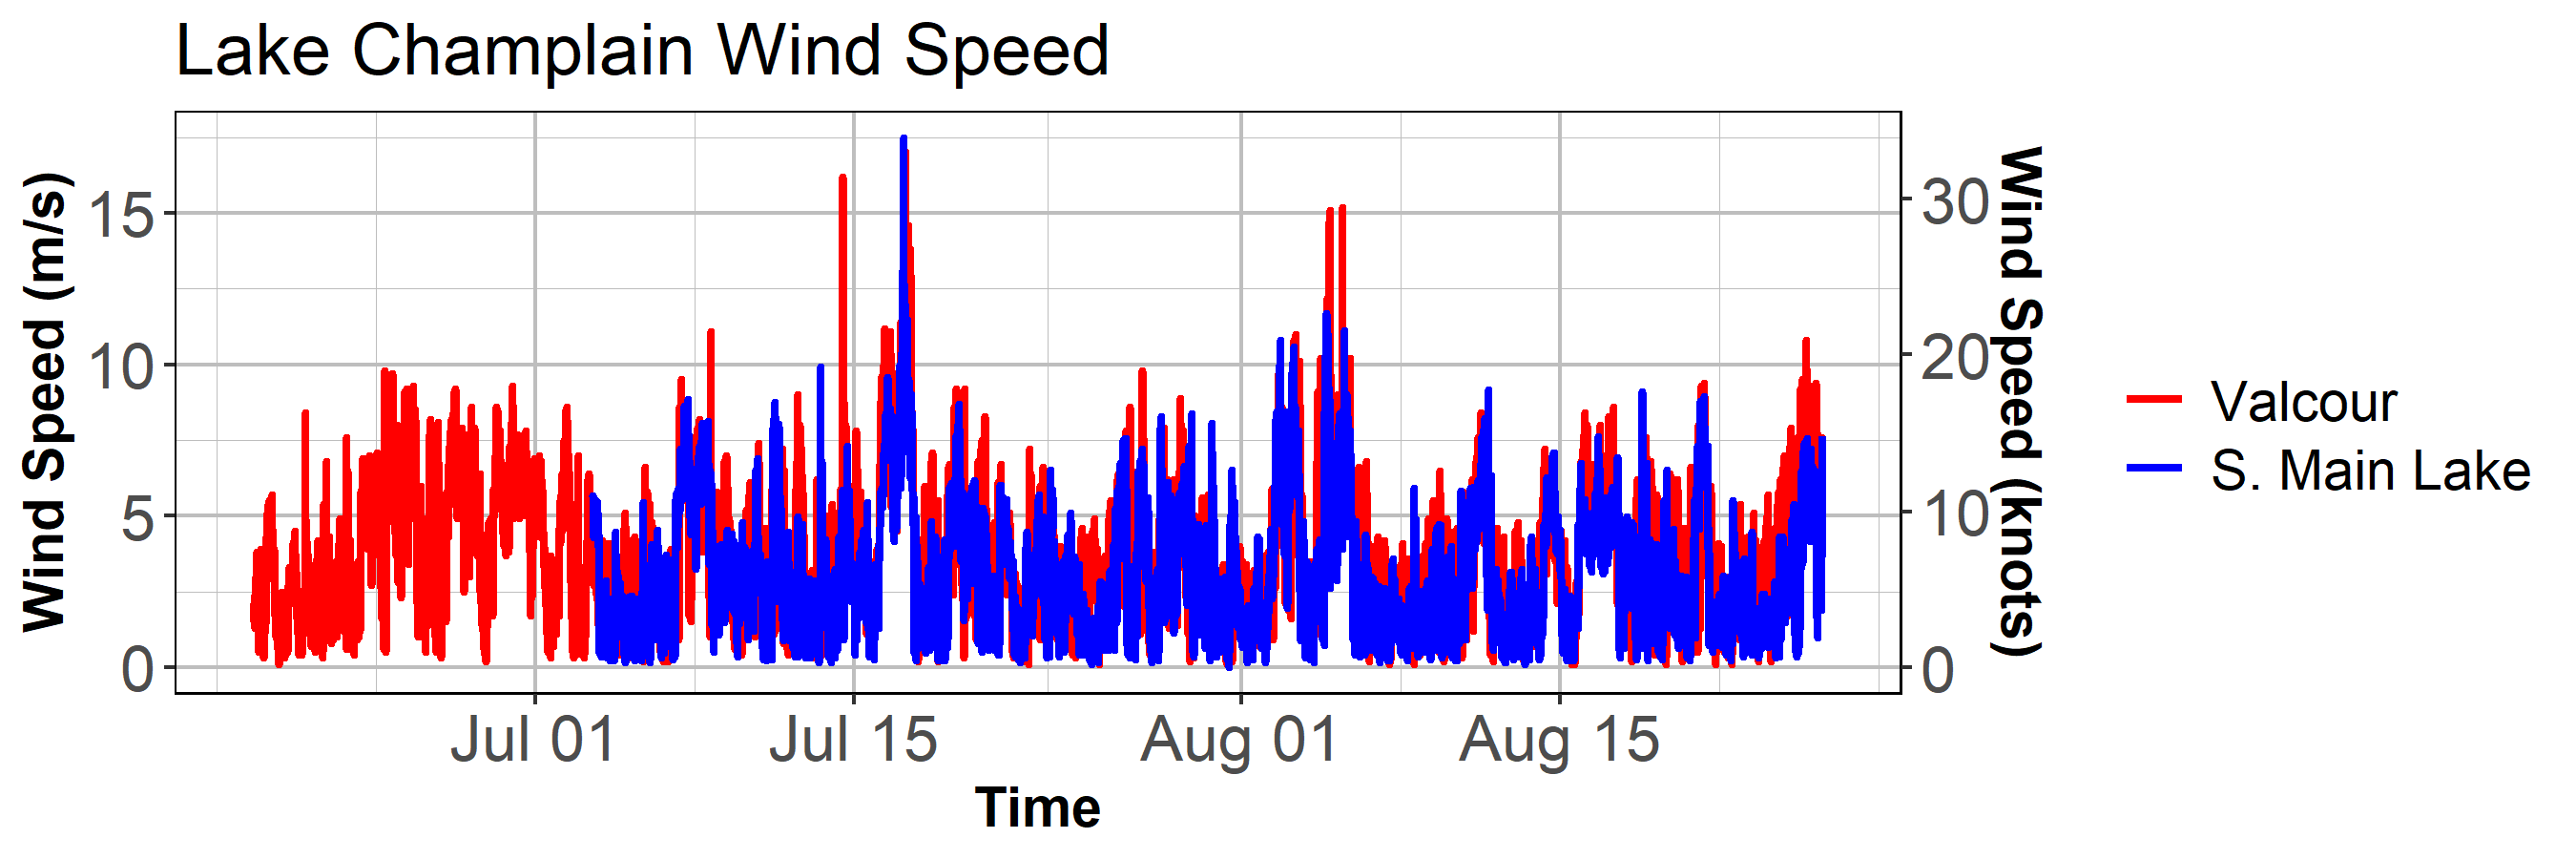 Lake Champlain Wind Speed
Wind Speed (m/s)
15
10
5
0
30
20
10
0
Wind Speed (knots)
Jul 01
Jul 15
Aug 01
Aug 15
Time
Valcour
S. Main Lake